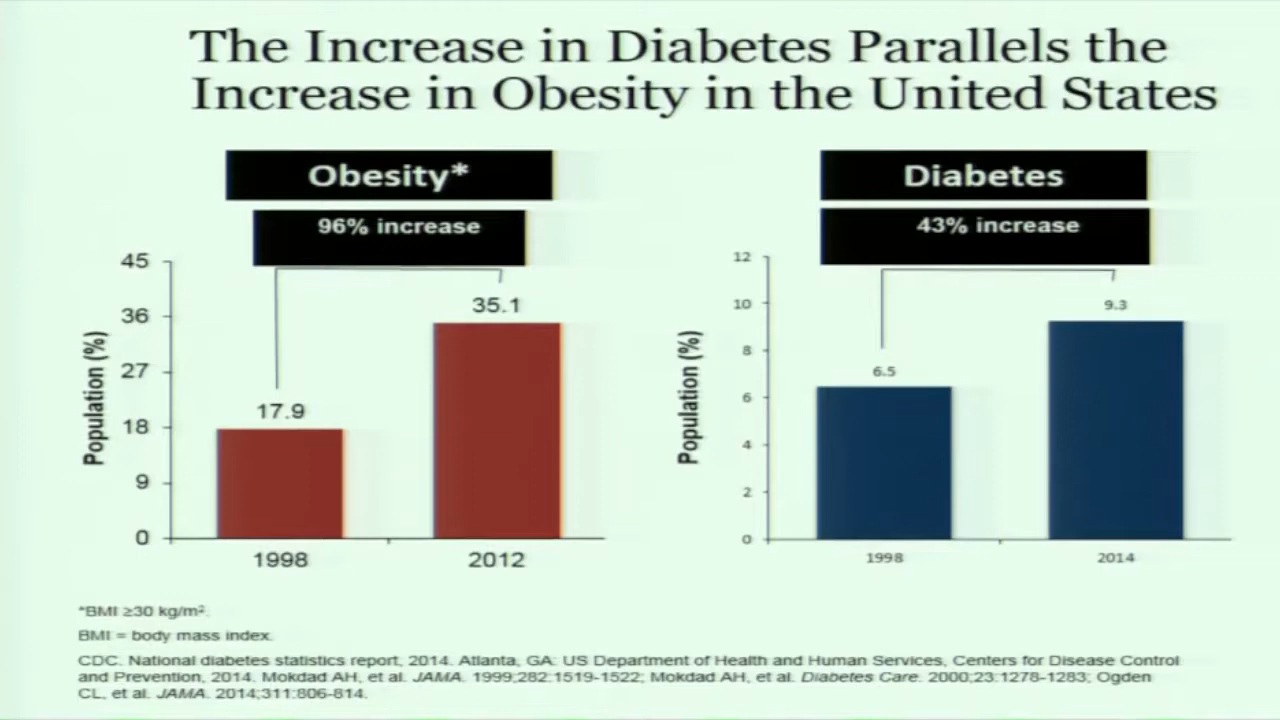 The Increase in Diabetes Parallels the
Increase in Obesity in the United States
Obesity*
96% increase
Population (%)
45
36
27
18
9
0
17.9
35.1
1998
2012
Diabetes
43% increase
Population (%)
12
10
8
6
4
2
0
6.5
9.3
1998
2014
*BMI ≥30 kg/m².
BMI = body mass index.
CDC. National diabetes statistics report, 2014. Atlanta, GA: US Department of Health and Human Services, Centers for Disease Control
and Prevention, 2014. Mokdad AH, et al. JAMA. 1999;282:1519-1522; Mokdad AH, et al. Diabetes Care. 2000;23:1278-1283; Ogden
CL, et al. JAMA. 2014;311:806-814.